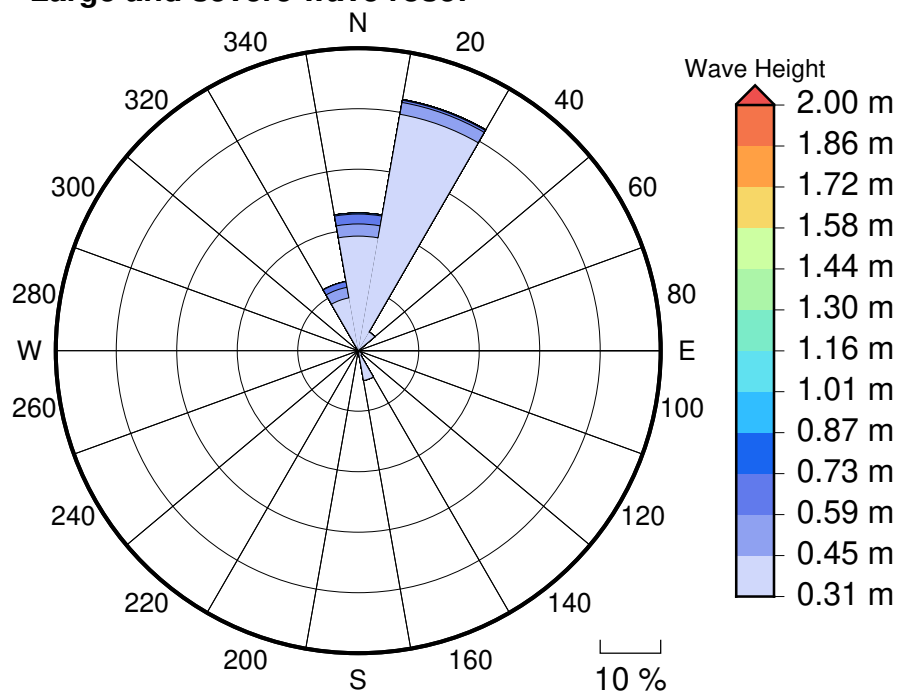 Large and severe wave rose:
N
20
40
60
80
E
100
120
140
160
S
200
220
240
260
W
280
300
320
340
Wave Height
2.00 m
1.86 m
1.72 m
1.58 m
1.44 m
1.30 m
1.16 m
1.01 m
0.87 m
0.73 m
0.59 m
0.45 m
0.31 m
10 %